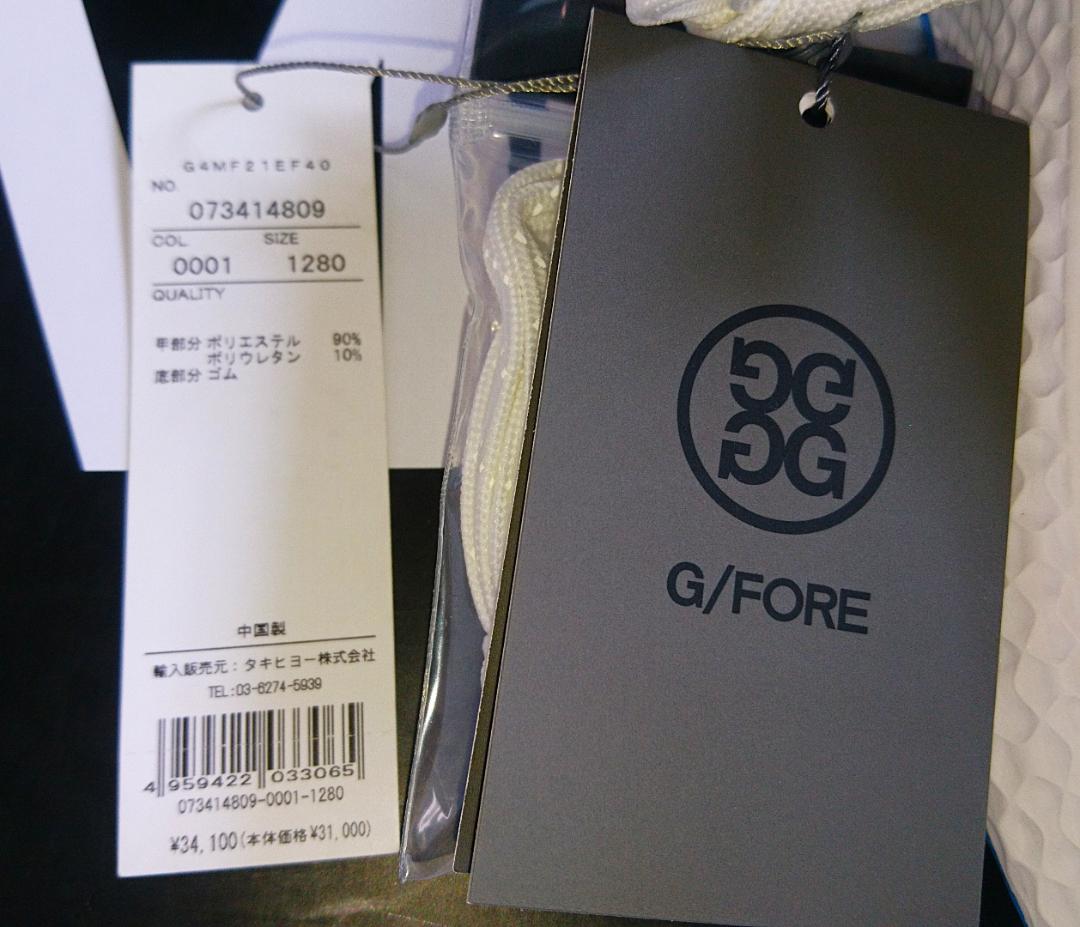 G4MF21EF40
NO.
073414809
COL SIZE
0001 1280
QUALITY
甲部分 ポリエステル 90%
ポリウレタン 10%
底部分 ゴム
中国製
輸入販売元：タキヒヨー株式会社
TEL:03-6274-5939
4 959422 033065
073414809-0001-1280
¥34,100(本体価格¥31,000)
G/FORE